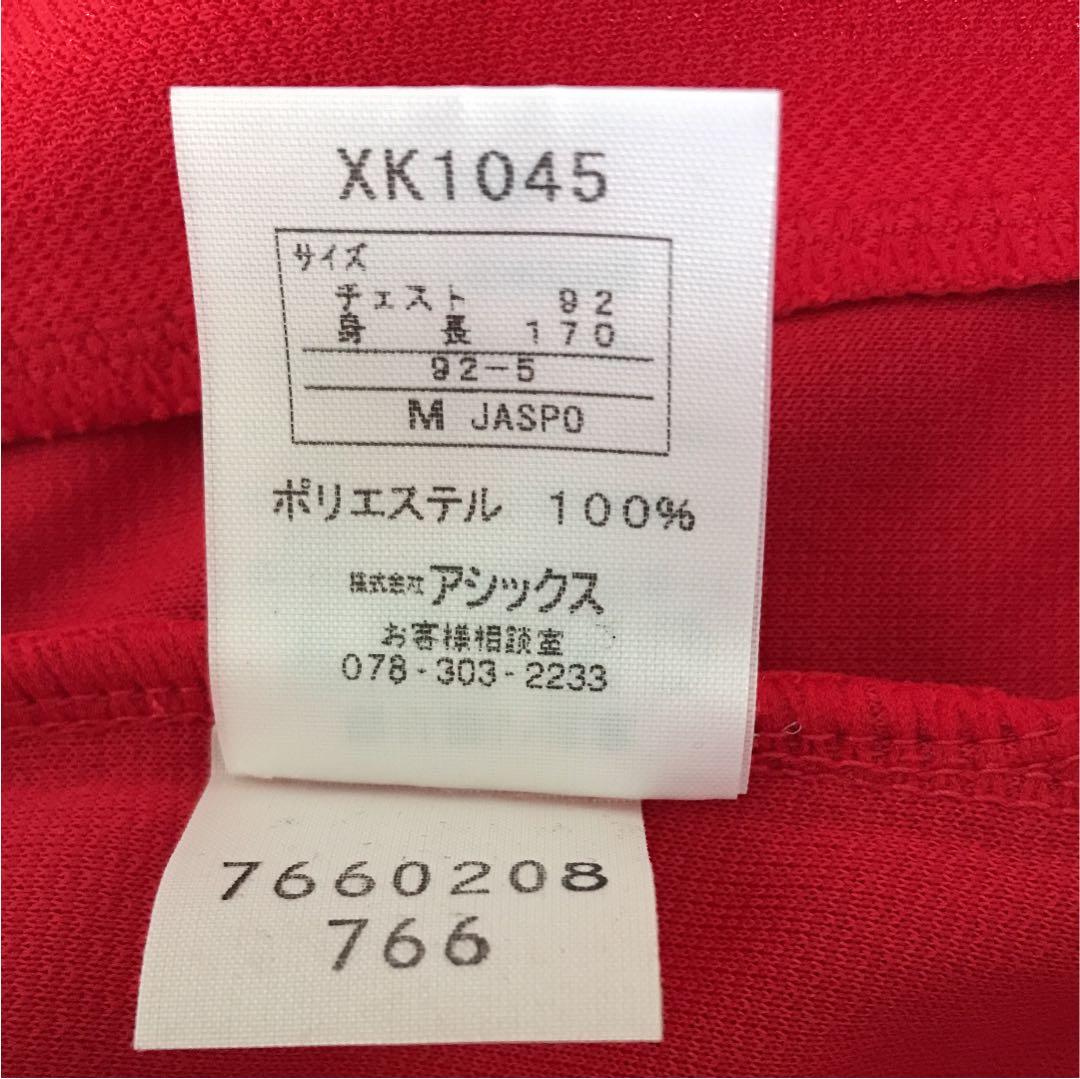 XK1045
サイズ
チェスト 92
身長 170
92-5
M JASPO
ポリエステル 100%
株式会社アシックス
お客様相談室
078-303-2233
7660208
766